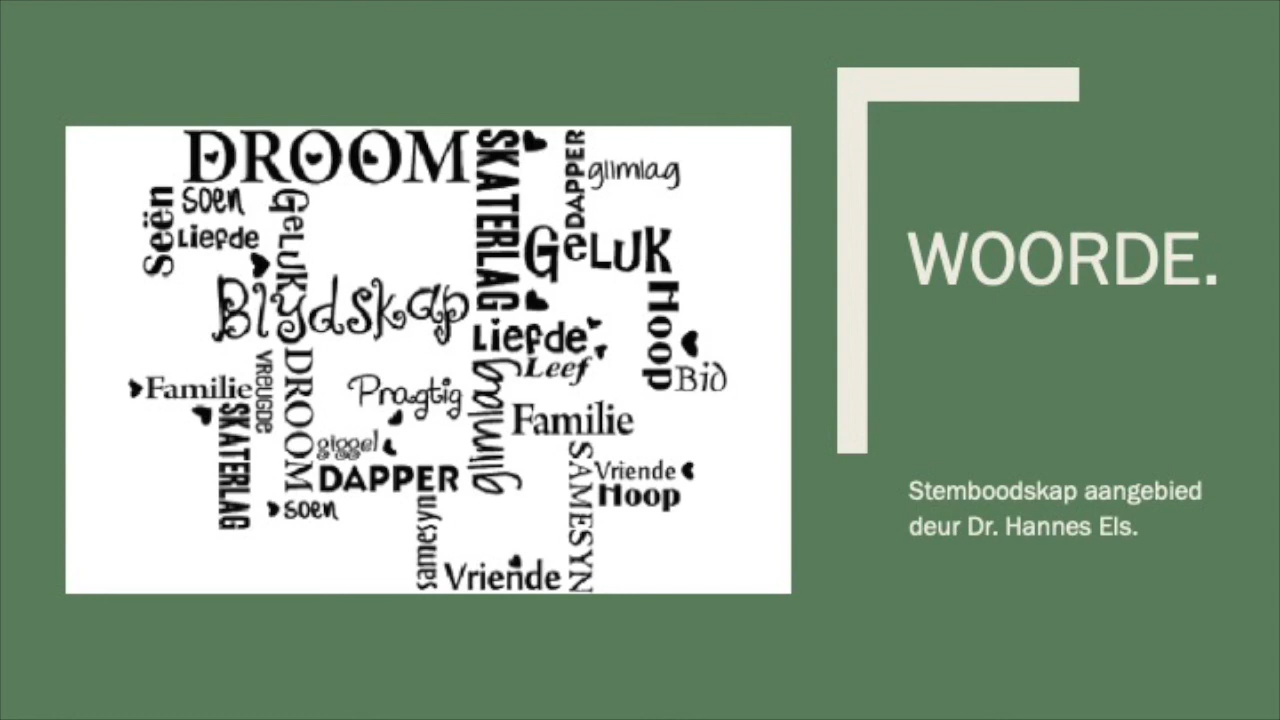 DROOM
SKATERLAG
DAPPER
glimlag
Seën
soen
Geluk
Liefde
Geluk
Blydskap
Hoop
Liefde
Leef
Bid
Familie
vreugde
DROOM
Pragtig
glimlag
Familie
SKATERLAG
giggel
DAPPER
SAMESYN
Vriende
Hoop
soen
samesyn
Vriende
WOORDE.
Stemboodskap aangebied
deur Dr. Hannes Els.